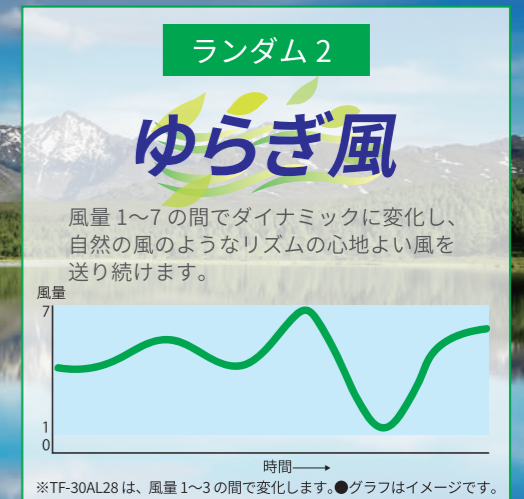 ランダム 2
ゆらぎ風
風量 1～7 の間でダイナミックに変化し、
自然の風のようなリズムの心地よい風を
送り続けます。
風量
7
1
0
時間
※TF-30AL28 は、風量 1～3 の間で変化します。●グラフはイメージです。